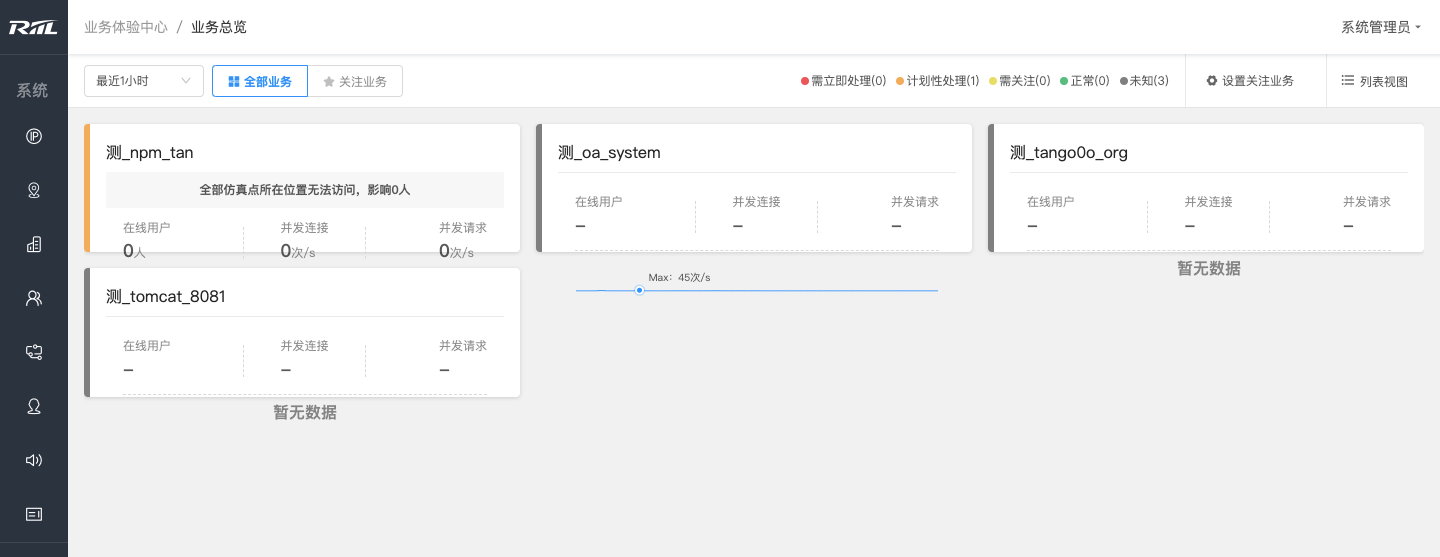 RIIL
业务体验中心 / 业务总览
系统管理员
系统
最近1小时
全部业务
关注业务
需立即处理(0) 计划性处理(1) 需关注(0) 正常(0) 未知(3)
设置关注业务
列表视图
测_npm_tan
全部仿真点所在位置无法访问，影响0人
在线用户 并发连接 并发请求
0人 0次/s 0次/s
测_oa_system
在线用户 并发连接 并发请求
– – –
Max：45次/s
测_tango0o_org
在线用户 并发连接 并发请求
– – –
暂无数据
测_tomcat_8081
在线用户 并发连接 并发请求
– – –
暂无数据